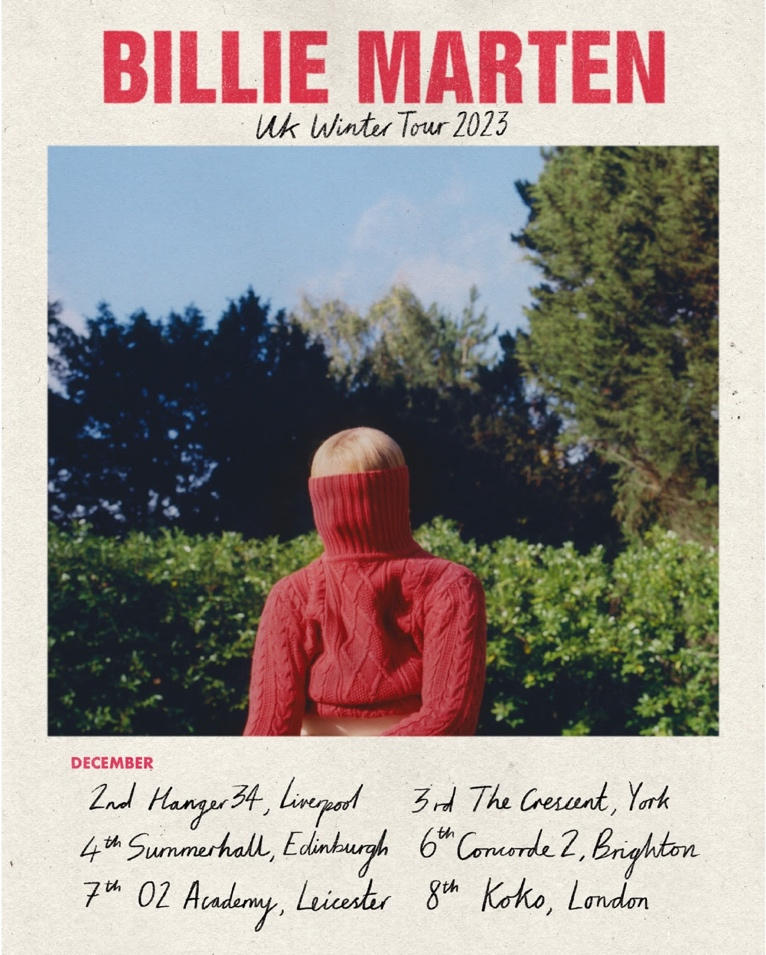 BILLIE MARTEN
Uk Winter Tour 2023
DECEMBER
2nd Hanger 34, Liverpool
3rd The Crescent, York
4th Summerhall, Edinburgh
6th Concorde 2, Brighton
7th O2 Academy, Leicester
8th Koko, London